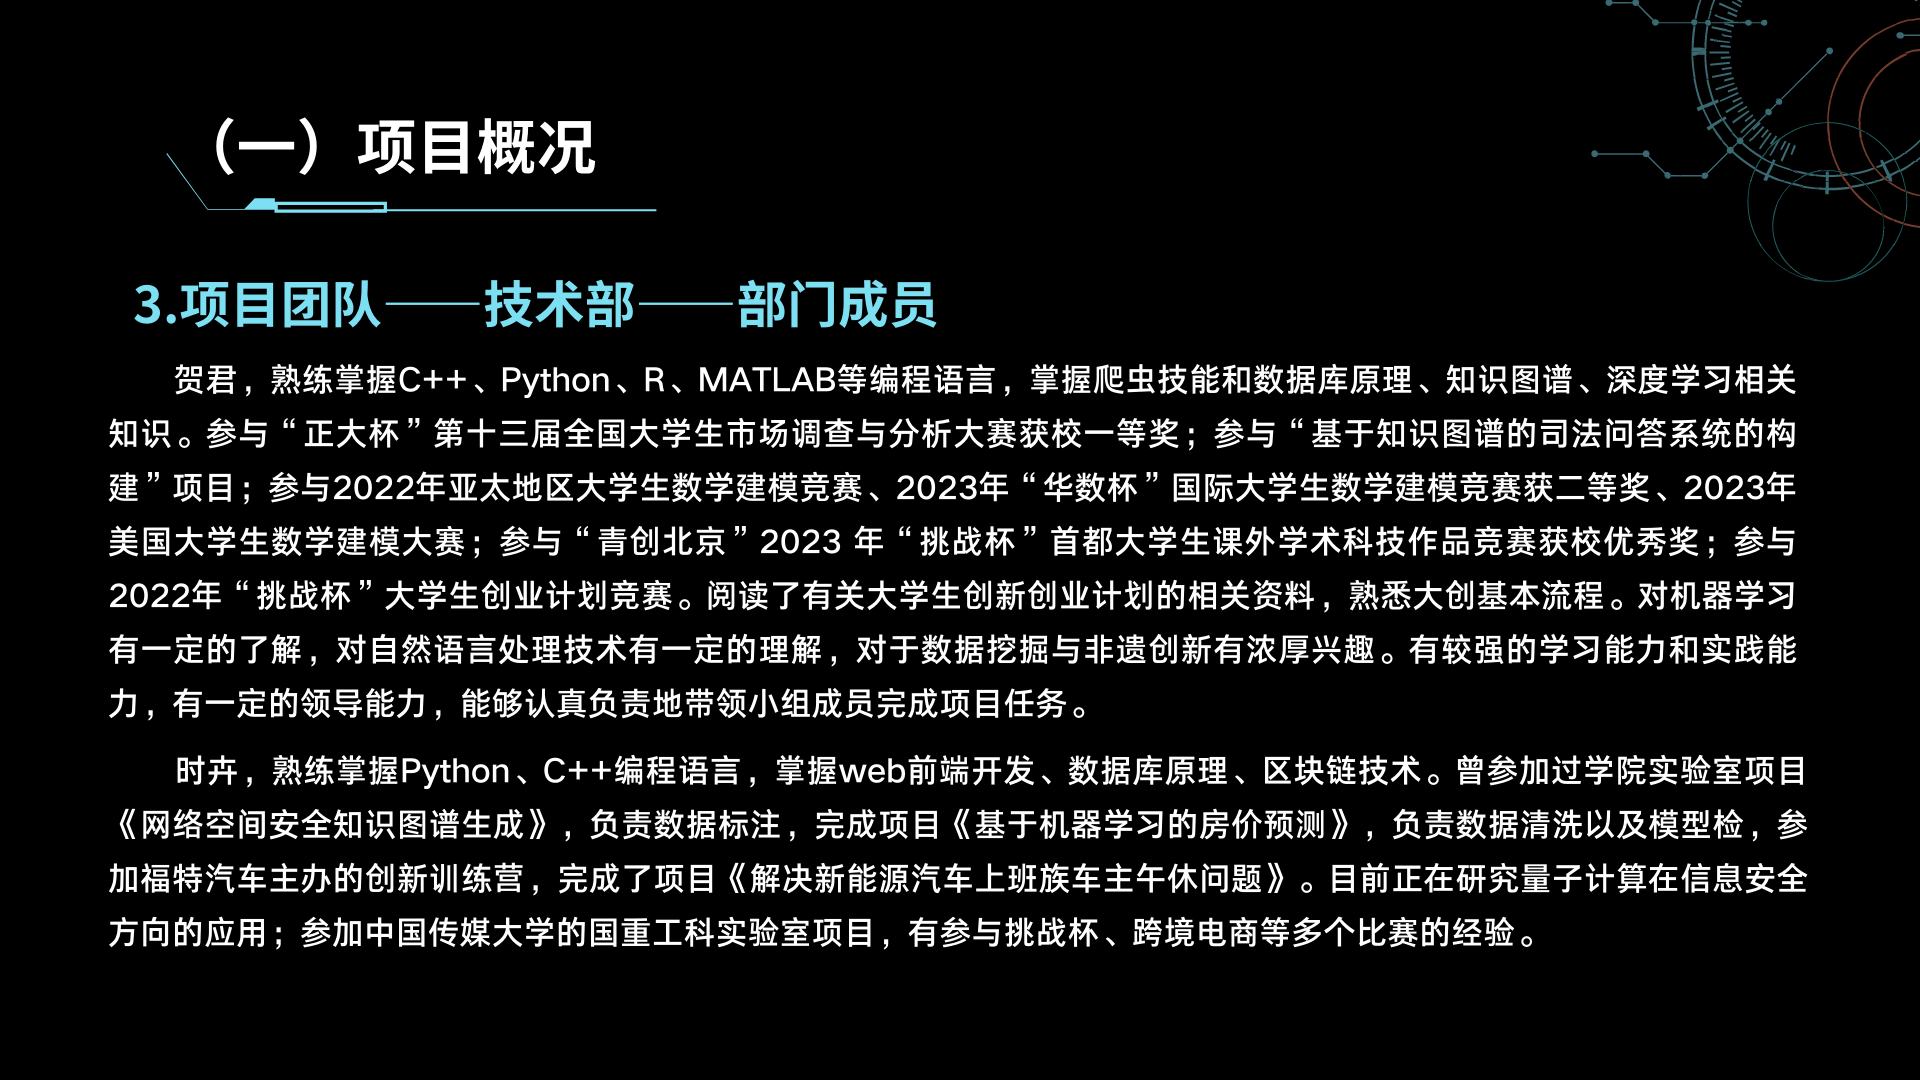 （一）项目概况
3.项目团队——技术部——部门成员
贺君，熟练掌握C++、Python、R、MATLAB等编程语言，掌握爬虫技能和数据库原理、知识图谱、深度学习相关
知识。参与“正大杯”第十三届全国大学生市场调查与分析大赛获校一等奖；参与“基于知识图谱的司法问答系统的构
建”项目；参与2022年亚太地区大学生数学建模竞赛、2023年“华数杯”国际大学生数学建模竞赛获二等奖、2023年
美国大学生数学建模大赛；参与“青创北京”2023 年“挑战杯”首都大学生课外学术科技作品竞赛获校优秀奖；参与
2022年“挑战杯”大学生创业计划竞赛。阅读了有关大学生创新创业计划的相关资料，熟悉大创基本流程。对机器学习
有一定的了解，对自然语言处理技术有一定的理解，对于数据挖掘与非遗创新有浓厚兴趣。有较强的学习能力和实践能
力，有一定的领导能力，能够认真负责地带领小组成员完成项目任务。
时卉，熟练掌握Python、C++编程语言，掌握web前端开发、数据库原理、区块链技术。曾参加过学院实验室项目
《网络空间安全知识图谱生成》，负责数据标注，完成项目《基于机器学习的房价预测》，负责数据清洗以及模型检，参
加福特汽车主办的创新训练营，完成了项目《解决新能源汽车上班族车主午休问题》。目前正在研究量子计算在信息安全
方向的应用；参加中国传媒大学的国重工科实验室项目，有参与挑战杯、跨境电商等多个比赛的经验。